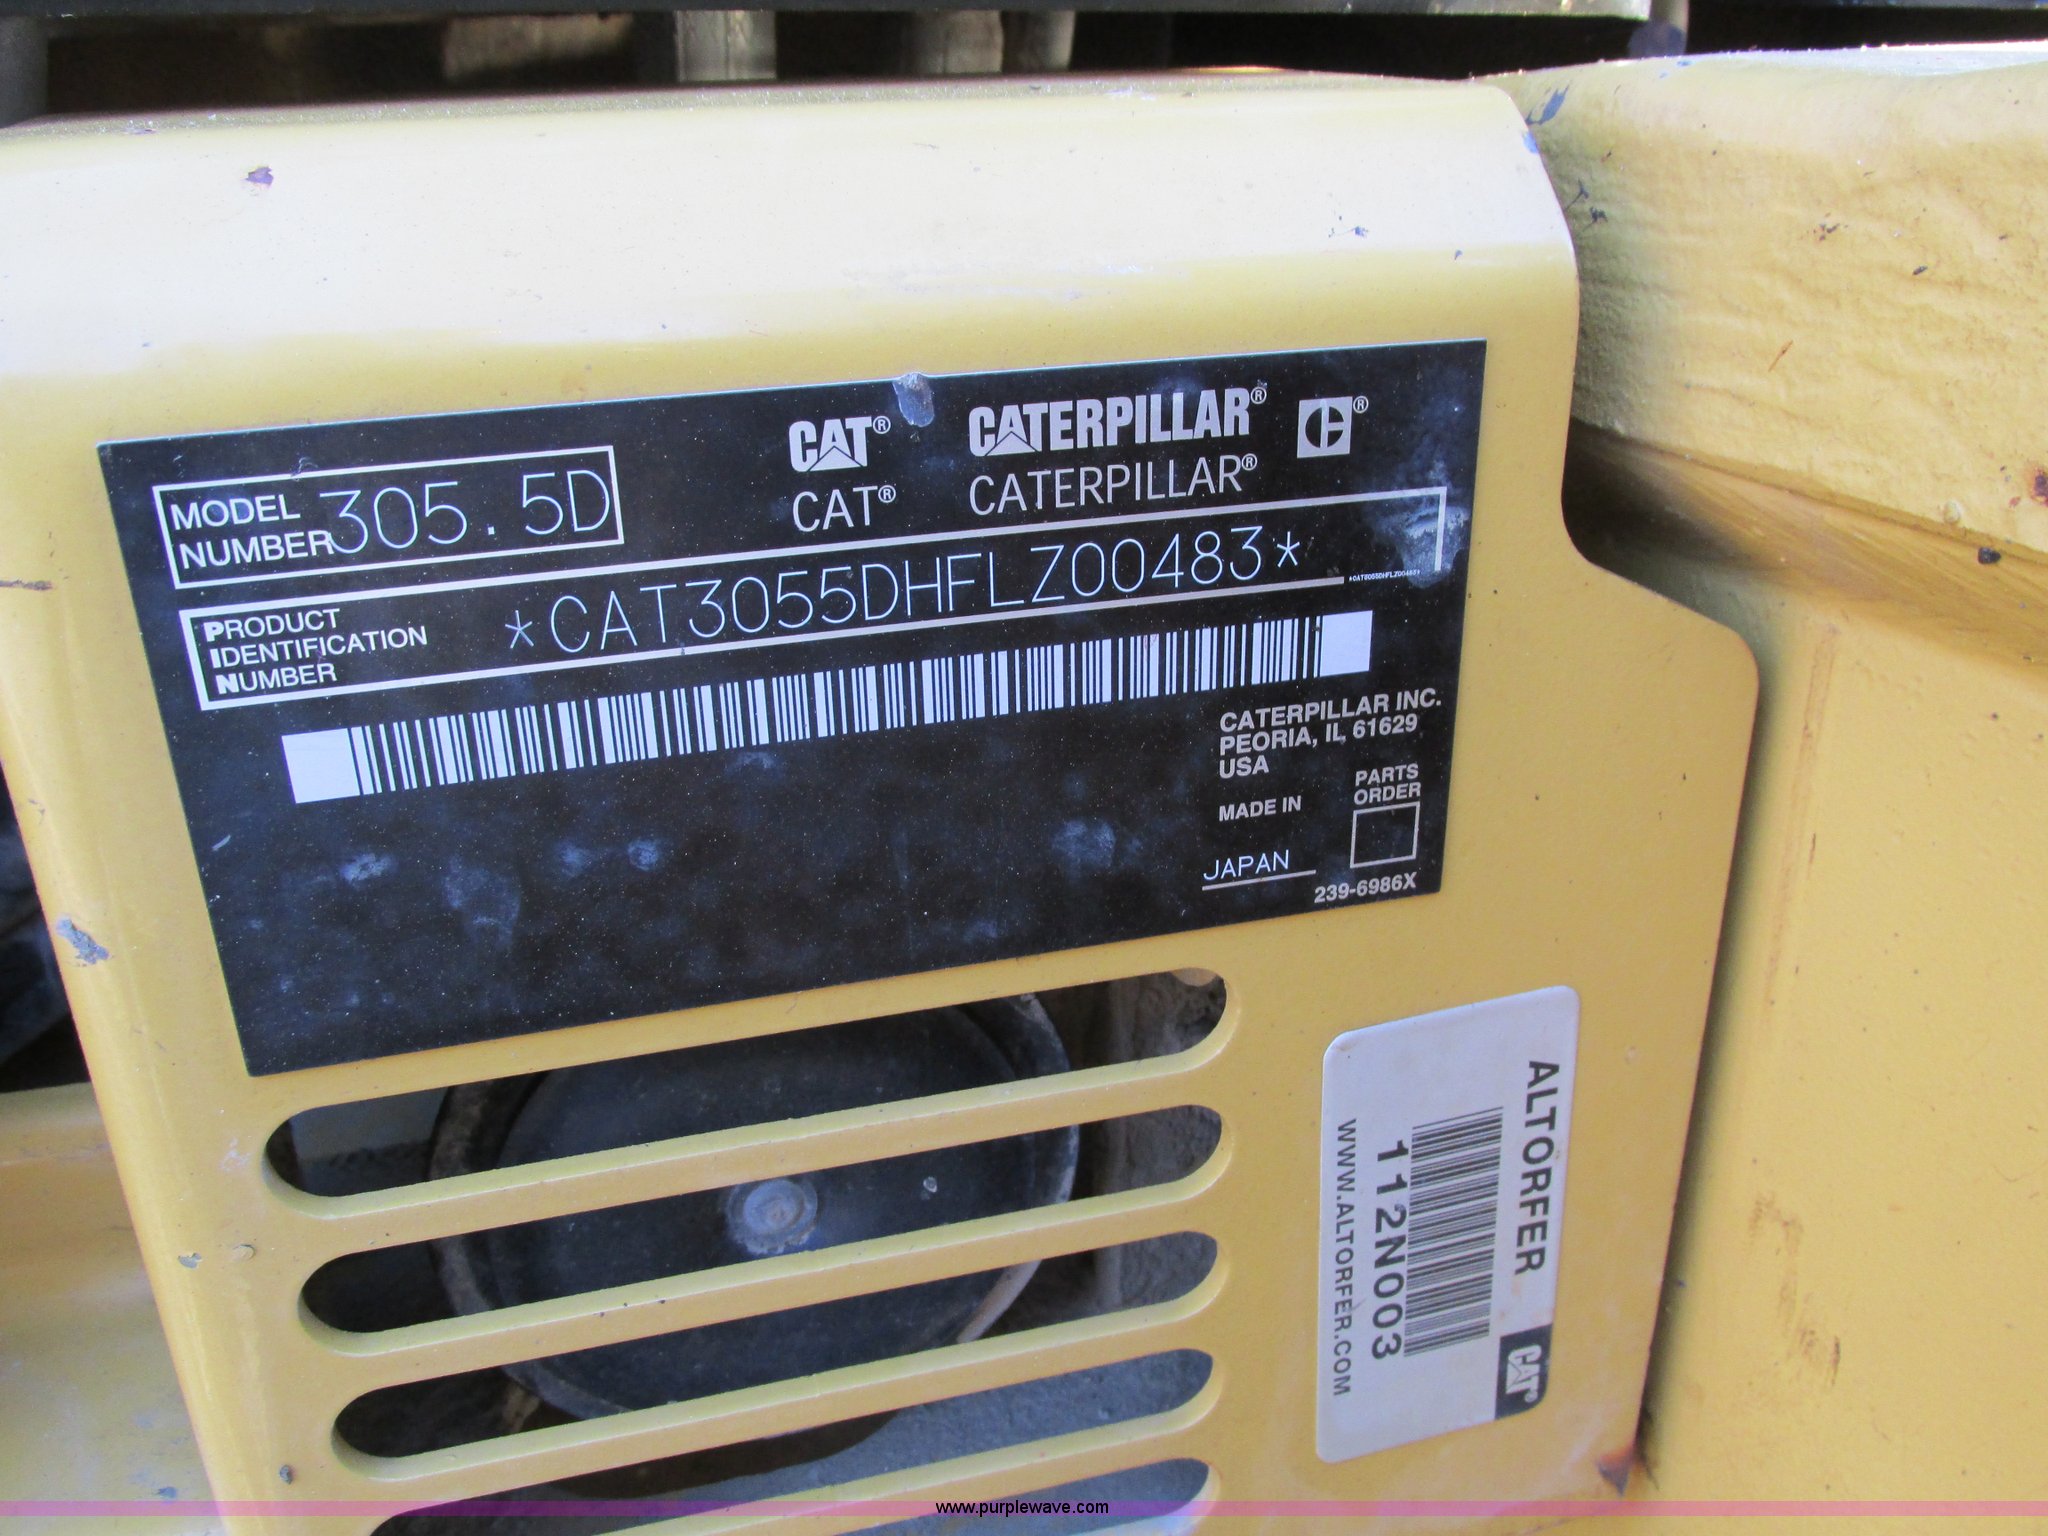 CAT® CATERPILLAR® C®
CAT® CATERPILLAR®
MODEL NUMBER 305.5D
PRODUCT IDENTIFICATION NUMBER *CAT3055DHFLZ00483*
*CAT3055DHFLZ00483*
CATERPILLAR INC.
PEORIA, IL 61629
USA
MADE IN
JAPAN
PARTS
ORDER
239-6986X
ALTORFER CAT
112N003
WWW.ALTORFER.COM
www.purplewave.com